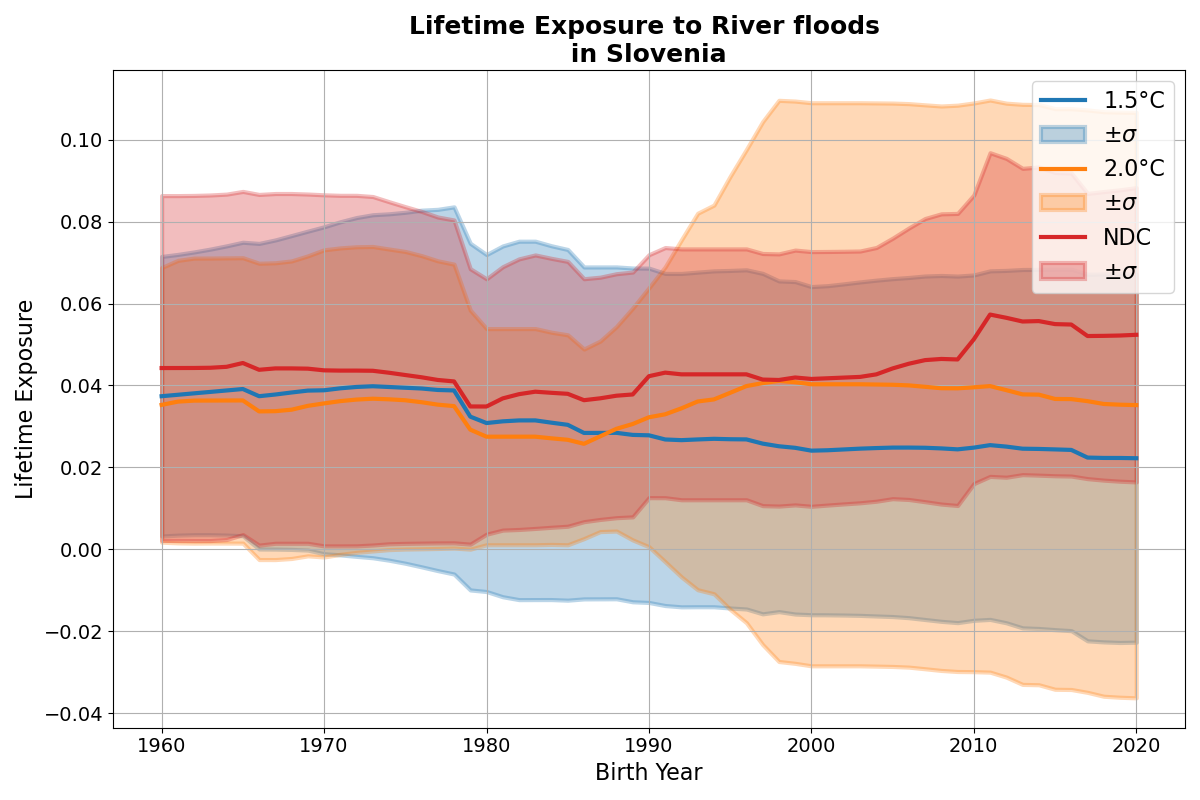 Lifetime Exposure to River floods
in Slovenia
1.5°C
±σ
2.0°C
±σ
NDC
±σ
Lifetime Exposure
0.10
0.08
0.06
0.04
0.02
0.00
−0.02
−0.04
1960 1970 1980 1990 2000 2010 2020
Birth Year